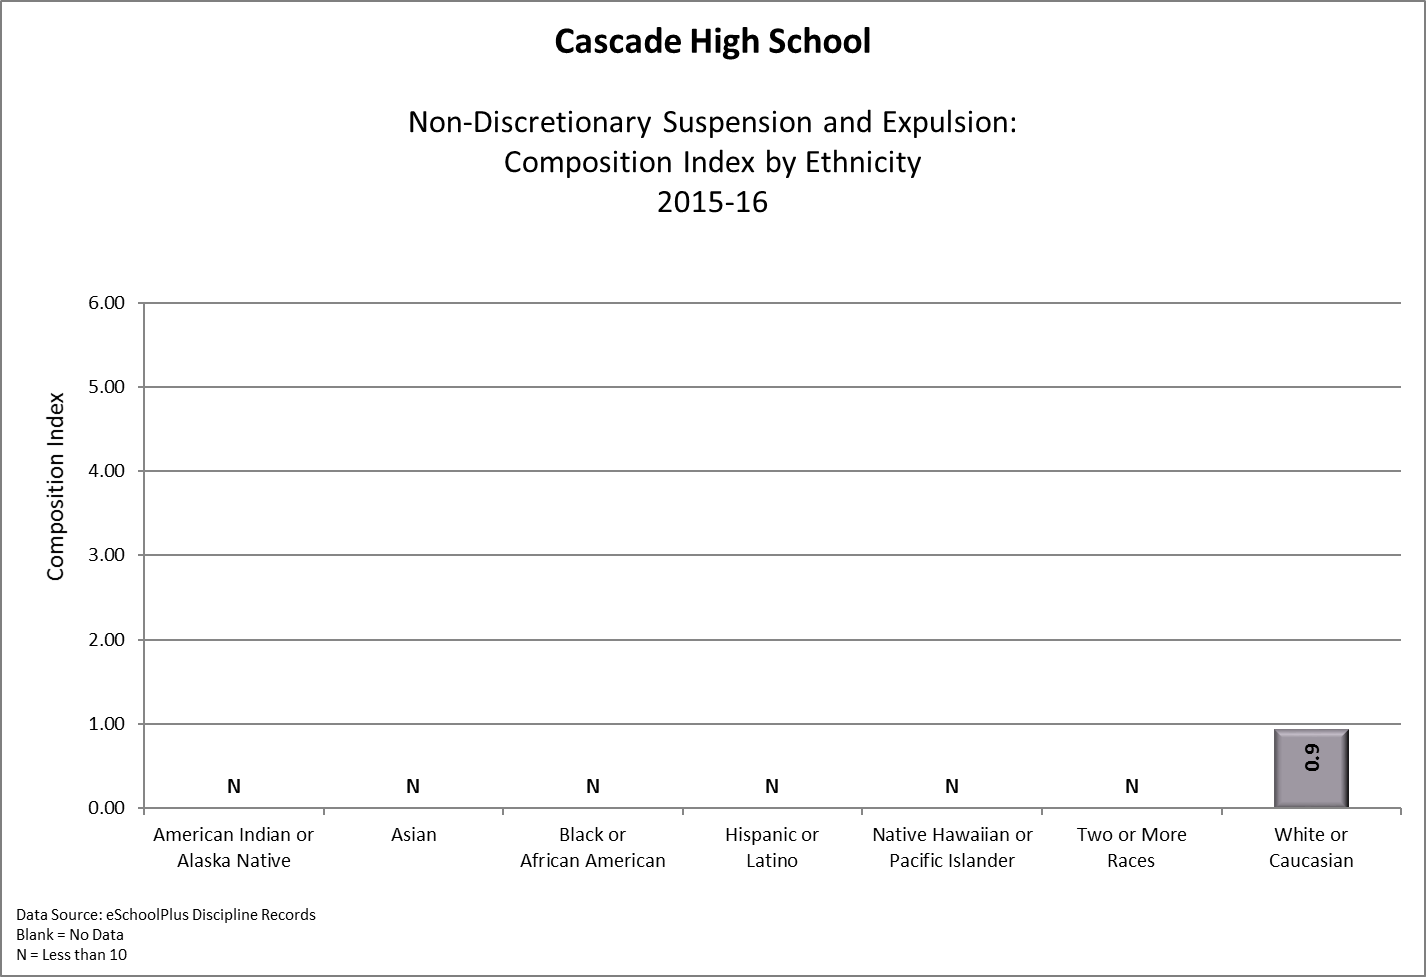 Cascade High School
Non-Discretionary Suspension and Expulsion:
Composition Index by Ethnicity
2015-16
Composition Index
6.00
5.00
4.00
3.00
2.00
1.00
0.00
N
N
N
N
N
N
0.9
American Indian or
Alaska Native
Asian
Black or
African American
Hispanic or
Latino
Native Hawaiian or
Pacific Islander
Two or More
Races
White or
Caucasian
Data Source: eSchoolPlus Discipline Records
Blank = No Data
N = Less than 10